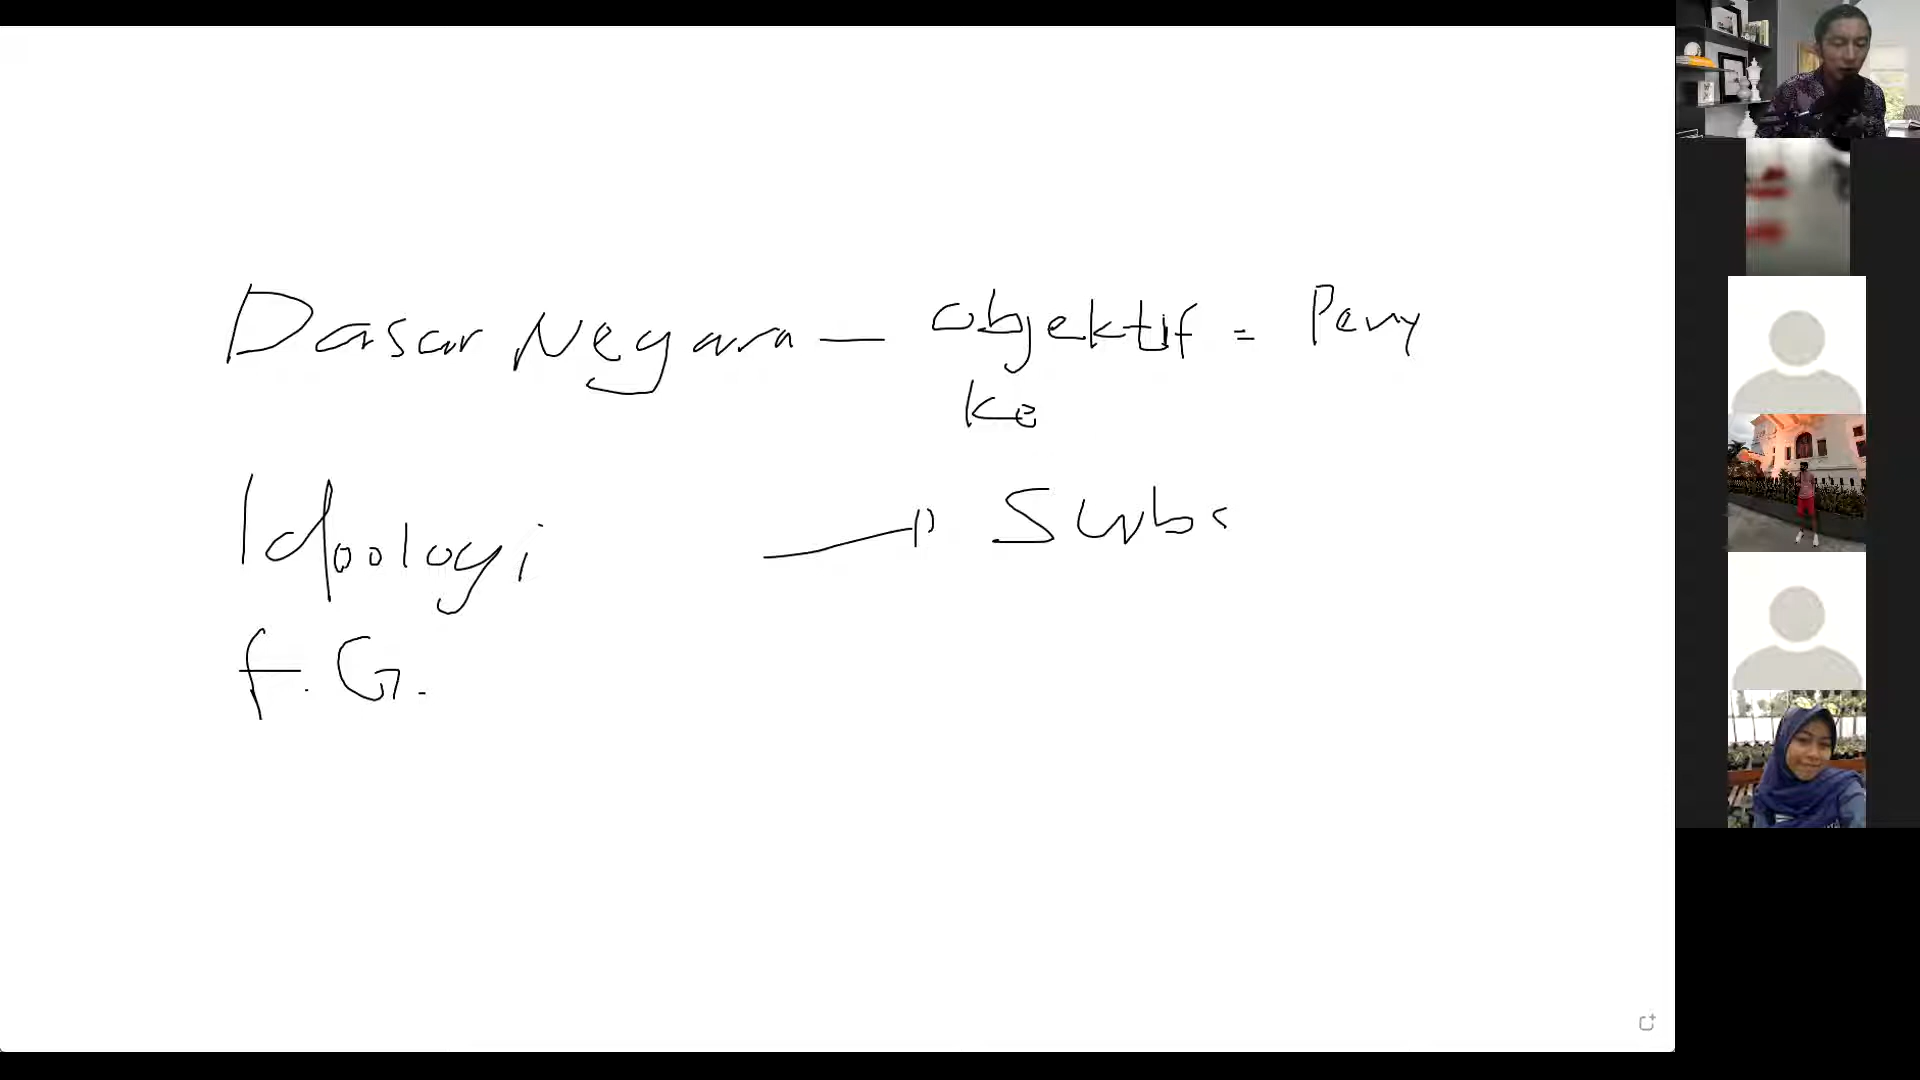 Dasar Negara — objektif = Peny
Ke
Ideologi → Subs
F. G.